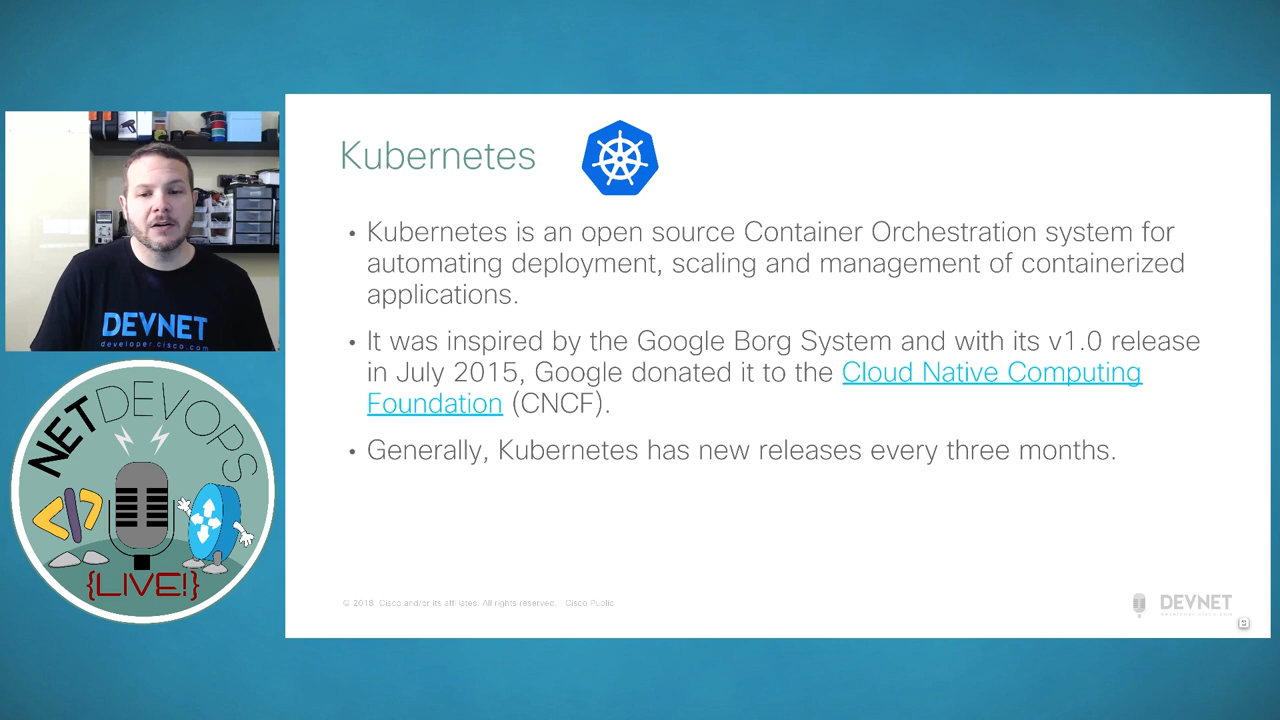 Kubernetes
• Kubernetes is an open source Container Orchestration system for
automating deployment, scaling and management of containerized
applications.
• It was inspired by the Google Borg System and with its v1.0 release
in July 2015, Google donated it to the Cloud Native Computing
Foundation (CNCF).
• Generally, Kubernetes has new releases every three months.
DEVNET
developer.cisco.com
NETDEVOPS
{LIVE!}
© 2018 Cisco and/or its affiliates. All rights reserved. Cisco Public
DEVNET
developer.cisco.com